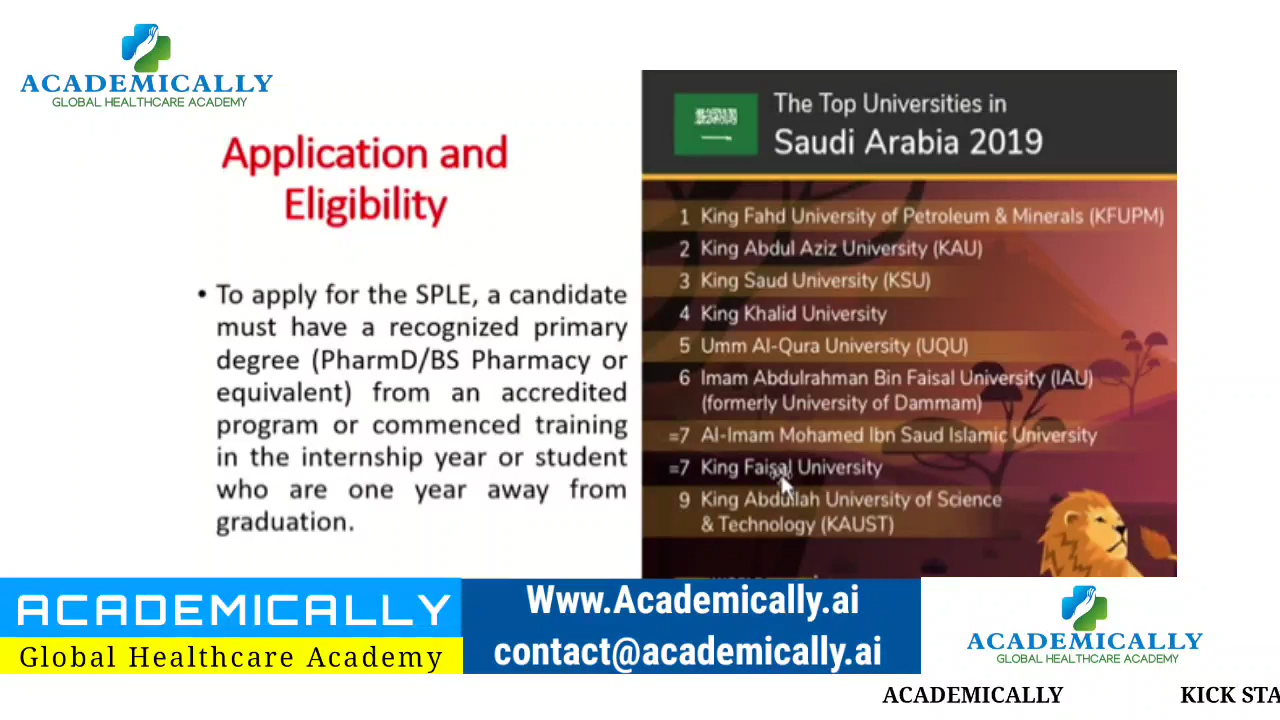 ACADEMICALLY
GLOBAL HEALTHCARE ACADEMY
Application and
Eligibility
• To apply for the SPLE, a candidate
must have a recognized primary
degree (PharmD/BS Pharmacy or
equivalent) from an accredited
program or commenced training
in the internship year or student
who are one year away from
graduation.
The Top Universities in
Saudi Arabia 2019
1 King Fahd University of Petroleum & Minerals (KFUPM)
2 King Abdul Aziz University (KAU)
3 King Saud University (KSU)
4 King Khalid University
5 Umm Al-Qura University (UQU)
6 Imam Abdulrahman Bin Faisal University (IAU)
(formerly University of Dammam)
=7 Al-Imam Mohamed Ibn Saud Islamic University
=7 King Faisal University
9 King Abdullah University of Science
& Technology (KAUST)
ACADEMICALLY
Global Healthcare Academy
Www.Academically.ai
contact@academically.ai
ACADEMICALLY
GLOBAL HEALTHCARE ACADEMY
ACADEMICALLY KICK STA